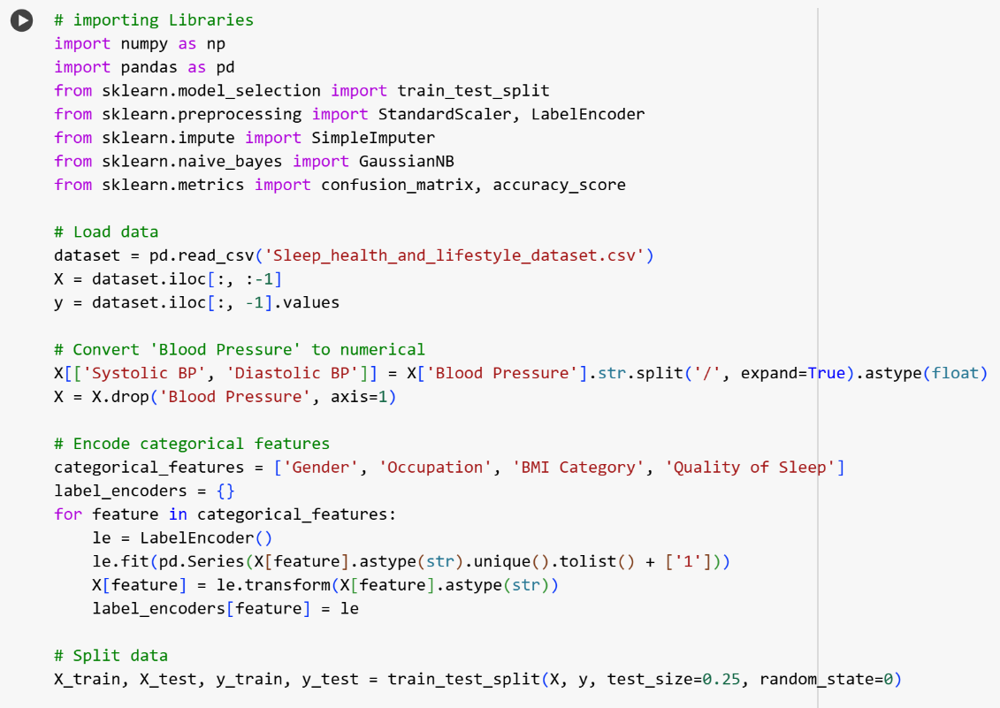 # importing Libraries
import numpy as np
import pandas as pd
from sklearn.model_selection import train_test_split
from sklearn.preprocessing import StandardScaler, LabelEncoder
from sklearn.impute import SimpleImputer
from sklearn.naive_bayes import GaussianNB
from sklearn.metrics import confusion_matrix, accuracy_score

# Load data
dataset = pd.read_csv('Sleep_health_and_lifestyle_dataset.csv')
X = dataset.iloc[:, :-1]
y = dataset.iloc[:, -1].values

# Convert 'Blood Pressure' to numerical
X[['Systolic BP', 'Diastolic BP']] = X['Blood Pressure'].str.split('/', expand=True).astype(float)
X = X.drop('Blood Pressure', axis=1)

# Encode categorical features
categorical_features = ['Gender', 'Occupation', 'BMI Category', 'Quality of Sleep']
label_encoders = {}
for feature in categorical_features:
    le = LabelEncoder()
    le.fit(pd.Series(X[feature].astype(str).unique().tolist() + ['1']))
    X[feature] = le.transform(X[feature].astype(str))
    label_encoders[feature] = le

# Split data
X_train, X_test, y_train, y_test = train_test_split(X, y, test_size=0.25, random_state=0)